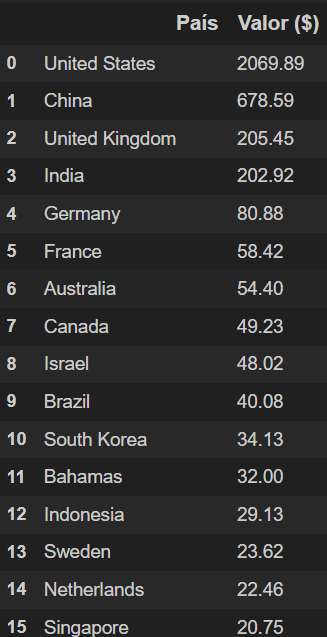 País Valor ($)
0 United States 2069.89
1 China 678.59
2 United Kingdom 205.45
3 India 202.92
4 Germany 80.88
5 France 58.42
6 Australia 54.40
7 Canada 49.23
8 Israel 48.02
9 Brazil 40.08
10 South Korea 34.13
11 Bahamas 32.00
12 Indonesia 29.13
13 Sweden 23.62
14 Netherlands 22.46
15 Singapore 20.75